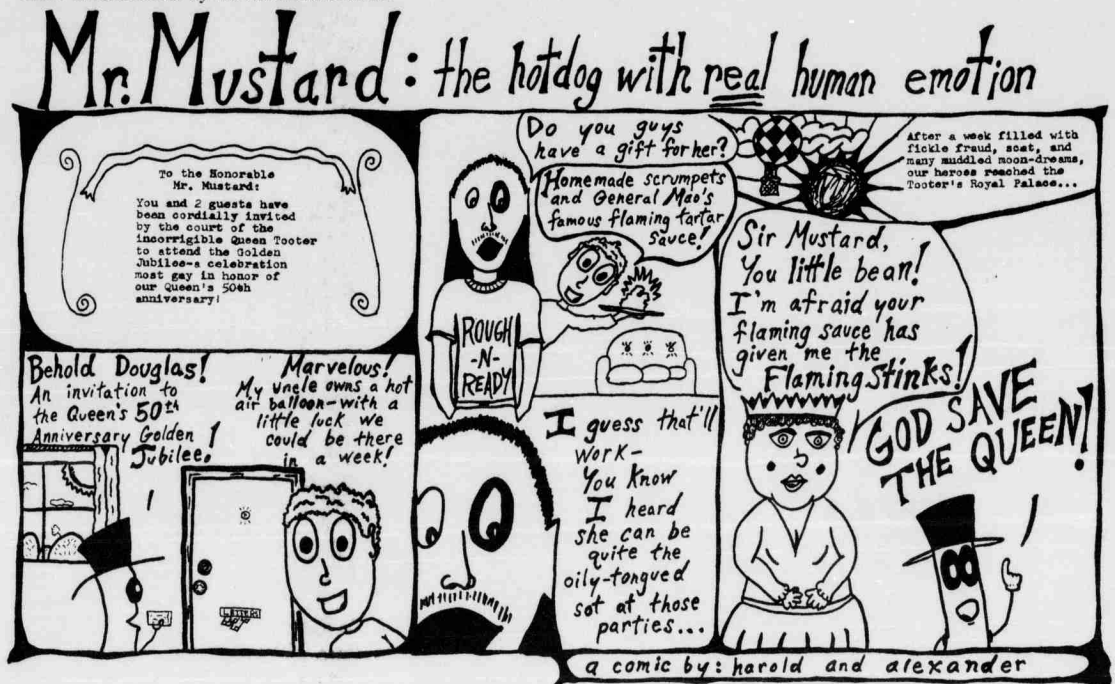 Mr. Mustard: the hotdog with real human emotion
To the Honorable
Mr. Mustard:
You and 2 guests have
been cordially invited
by the court of the
incorrigible Queen Tooter
to attend the Golden
Jubilee-a celebration
most gay in honor of
our Queen's 50th
anniversary!
Behold Douglas!
An invitation to
the Queen's 50th
Anniversary Golden
Jubilee!
Marvelous!
My uncle owns a hot
air balloon-with a
little luck we
could be there
in a week!
Do you guys
have a gift for her?
Homemade scrumpets
and General Mao's
famous flaming tartar
sauce!
ROUGH
-N-
READY
I guess that'll
work-
You know
I heard
she can be
quite the
oily-tongued
sot at those
parties...
After a week filled with
fickle fraud, scat, and
many muddled moon-dreams,
our heroes reached the
Tooter's Royal Palace...
Sir Mustard,
You little bean!
I'm afraid your
flaming sauce has
given me the
Flaming Stinks!
GOD SAVE
THE QUEEN!
a comic by: harold and alexander